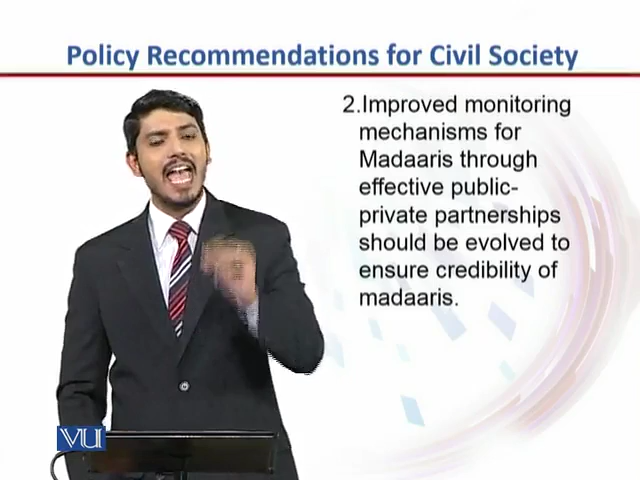 Policy Recommendations for Civil Society
2.Improved monitoring
mechanisms for
Madaaris through
effective public-
private partnerships
should be evolved to
ensure credibility of
madaaris.
VU